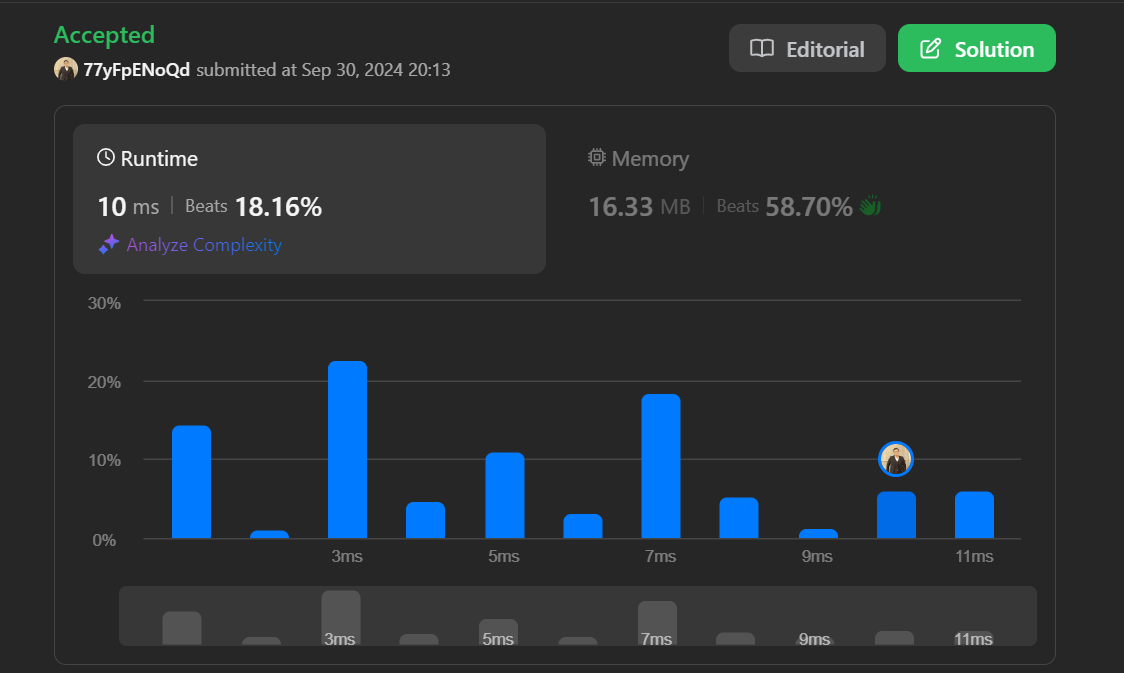 Accepted
77yFpENoQd submitted at Sep 30, 2024 20:13
Editorial
Solution
Runtime
10 ms | Beats 18.16%
Analyze Complexity
Memory
16.33 MB | Beats 58.70%
30%
20%
10%
0%
3ms 5ms 7ms 9ms 11ms
3ms 5ms 7ms 9ms 11ms